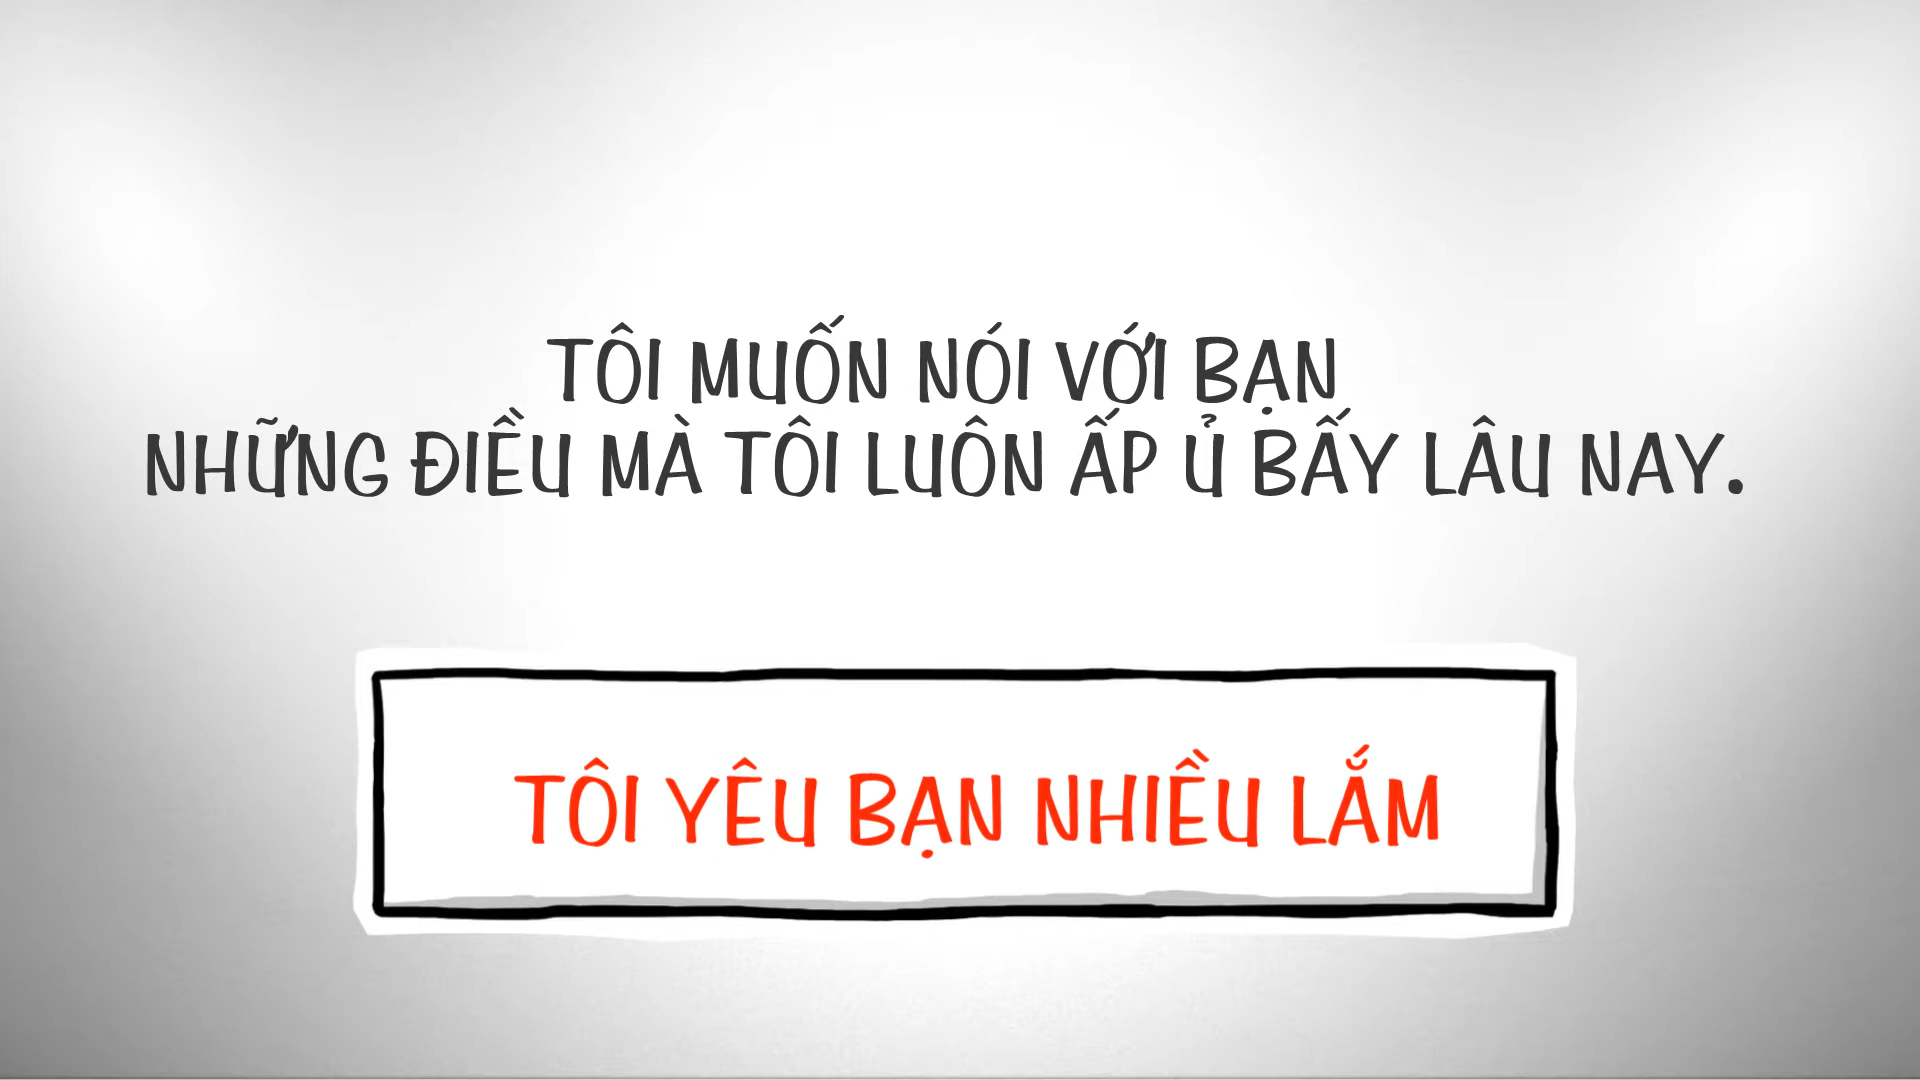 TÔI MUỐN NÓI VỚI BẠN
NHỮNG ĐIỀU MÀ TÔI LUÔN ẤP Ủ BẤY LÂU NAY.
TÔI YÊU BẠN NHIỀU LẮM